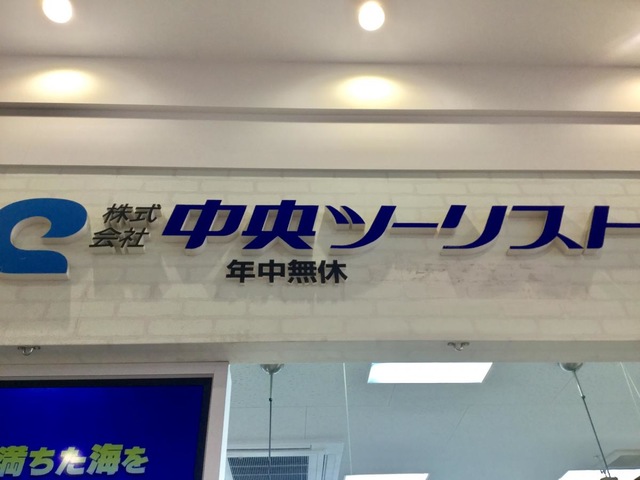 株式会社 中央ツーリスト
年中無休
満ちた海を